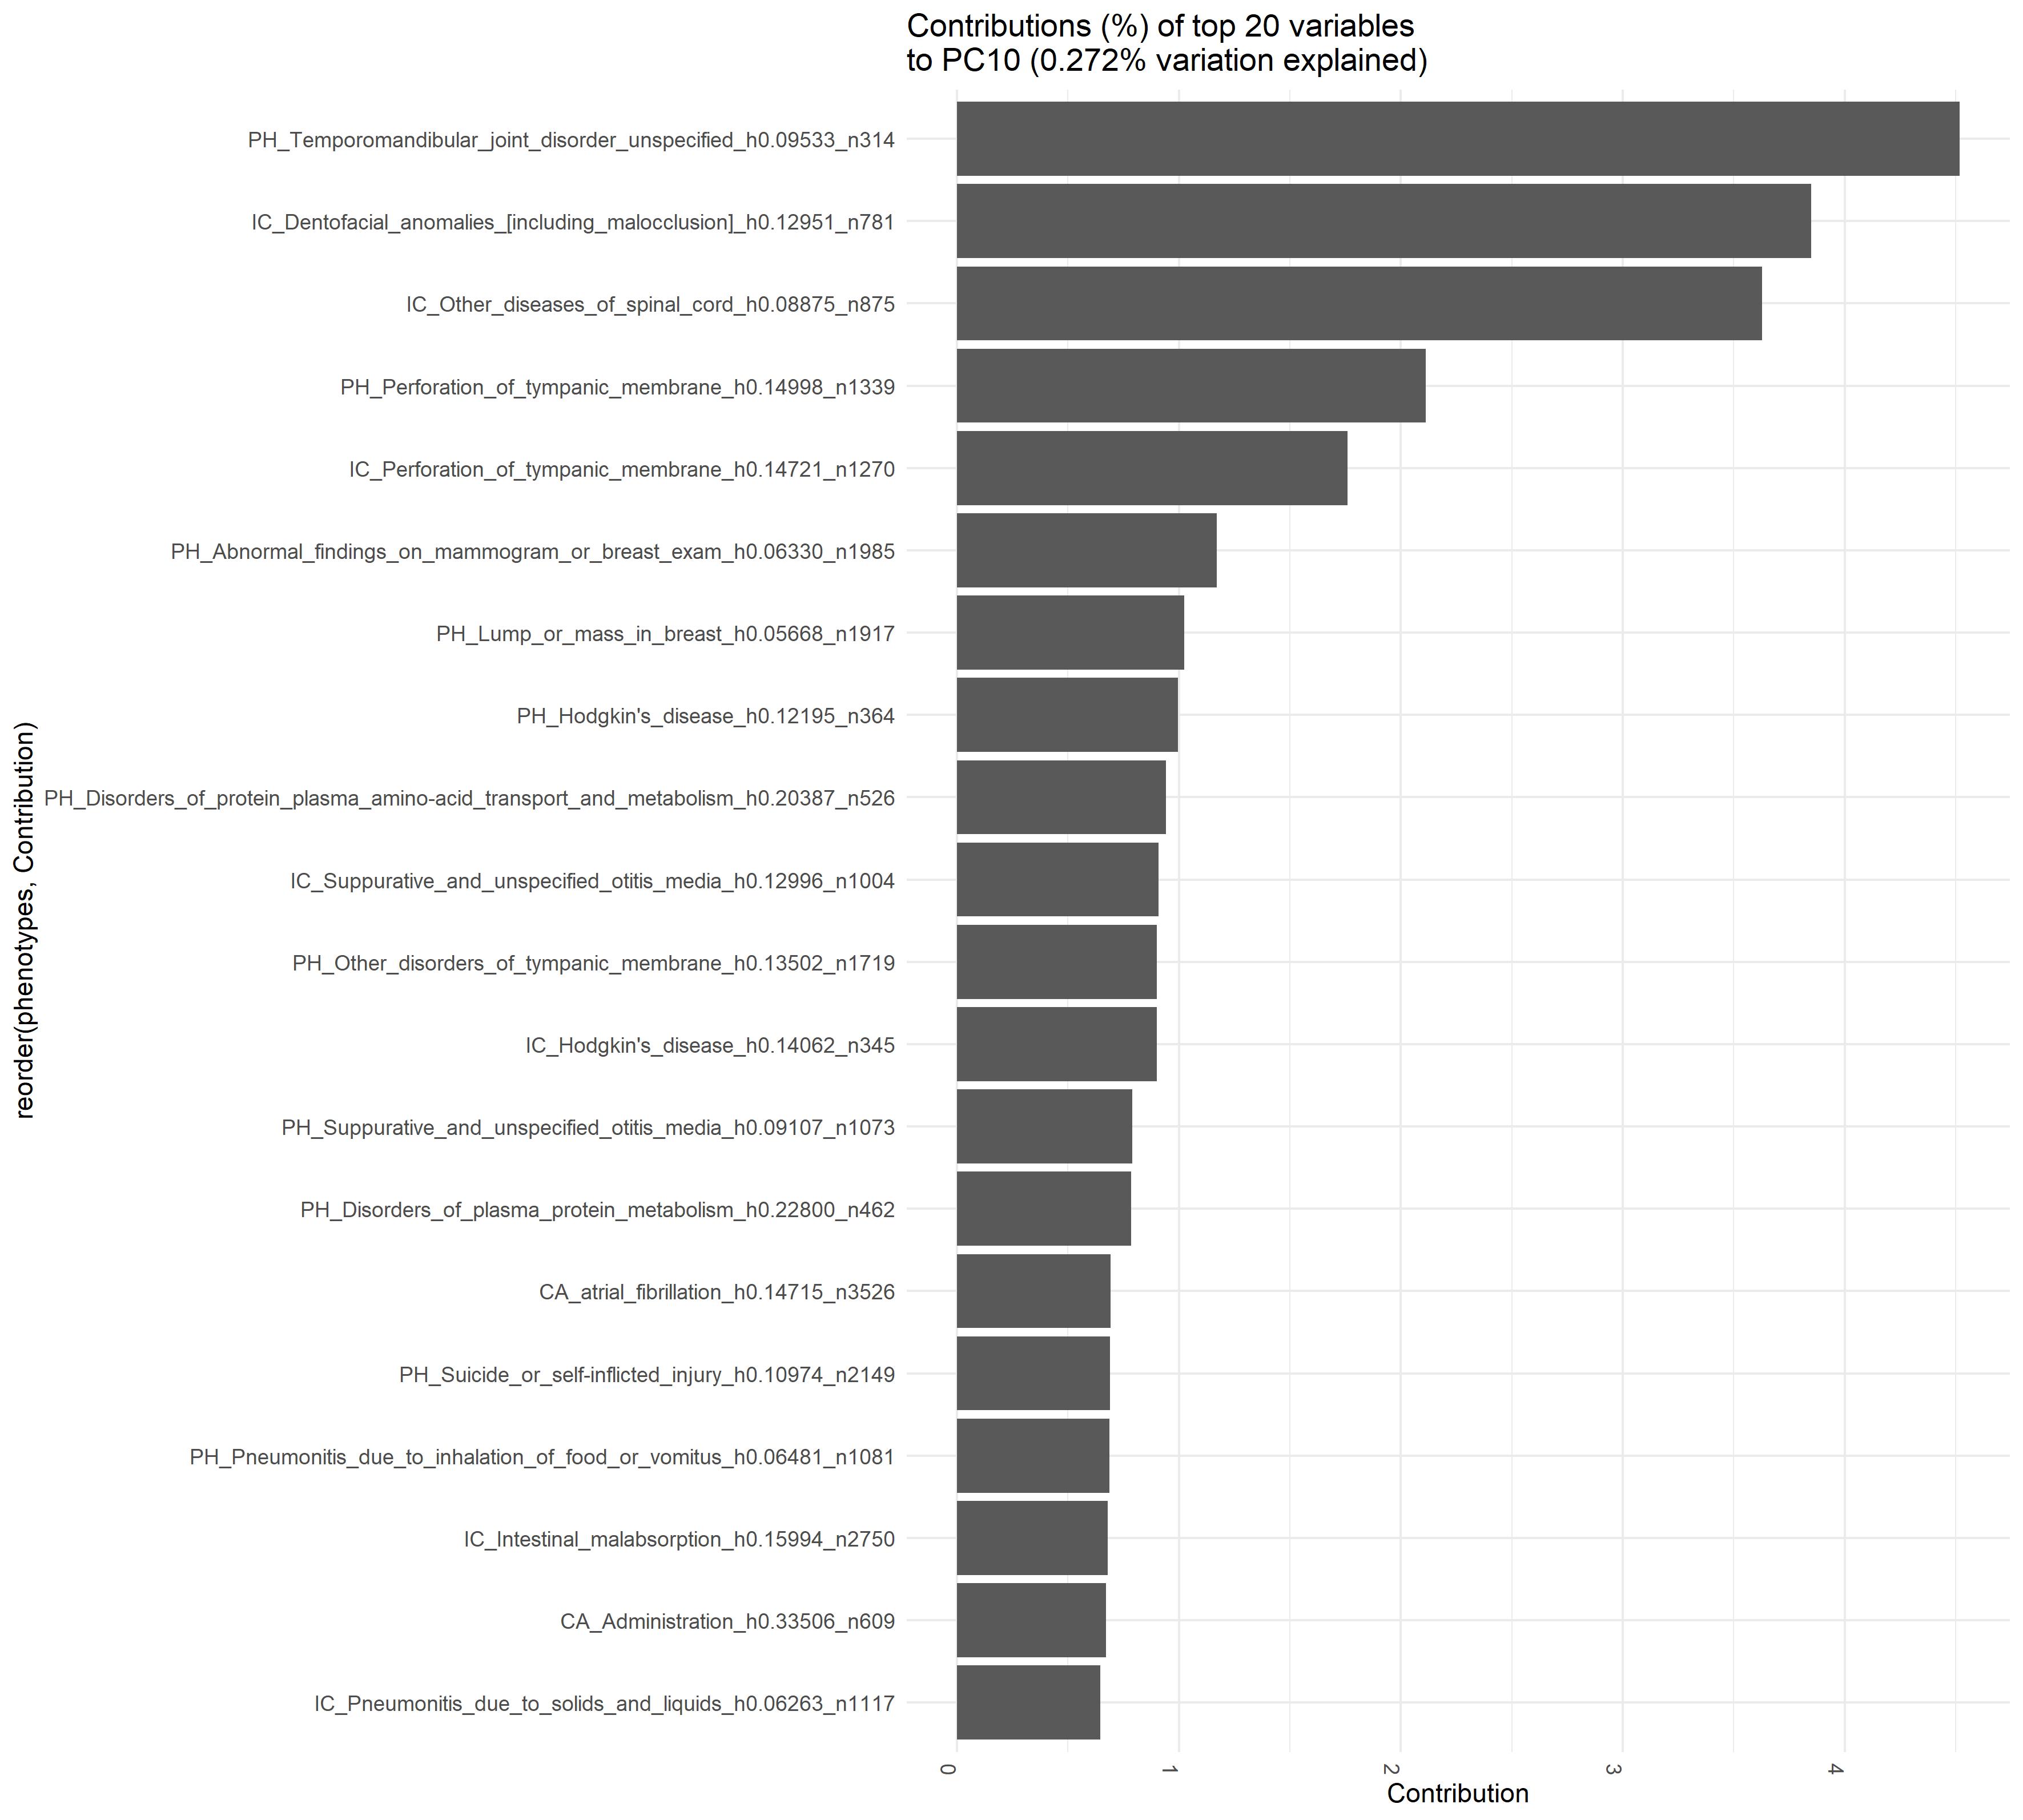 Contributions (%) of top 20 variables
to PC10 (0.272% variation explained)
PH_Temporomandibular_joint_disorder_unspecified_h0.09533_n314
IC_Dentofacial_anomalies_[including_malocclusion]_h0.12951_n781
IC_Other_diseases_of_spinal_cord_h0.08875_n875
PH_Perforation_of_tympanic_membrane_h0.14998_n1339
IC_Perforation_of_tympanic_membrane_h0.14721_n1270
PH_Abnormal_findings_on_mammogram_or_breast_exam_h0.06330_n1985
PH_Lump_or_mass_in_breast_h0.05668_n1917
PH_Hodgkin's_disease_h0.12195_n364
PH_Disorders_of_protein_plasma_amino-acid_transport_and_metabolism_h0.20387_n526
IC_Suppurative_and_unspecified_otitis_media_h0.12996_n1004
PH_Other_disorders_of_tympanic_membrane_h0.13502_n1719
IC_Hodgkin's_disease_h0.14062_n345
PH_Suppurative_and_unspecified_otitis_media_h0.09107_n1073
PH_Disorders_of_plasma_protein_metabolism_h0.22800_n462
CA_atrial_fibrillation_h0.14715_n3526
PH_Suicide_or_self-inflicted_injury_h0.10974_n2149
PH_Pneumonitis_due_to_inhalation_of_food_or_vomitus_h0.06481_n1081
IC_Intestinal_malabsorption_h0.15994_n2750
CA_Administration_h0.33506_n609
IC_Pneumonitis_due_to_solids_and_liquids_h0.06263_n1117
reorder(phenotypes, Contribution)
0 1 2 3 4
Contribution